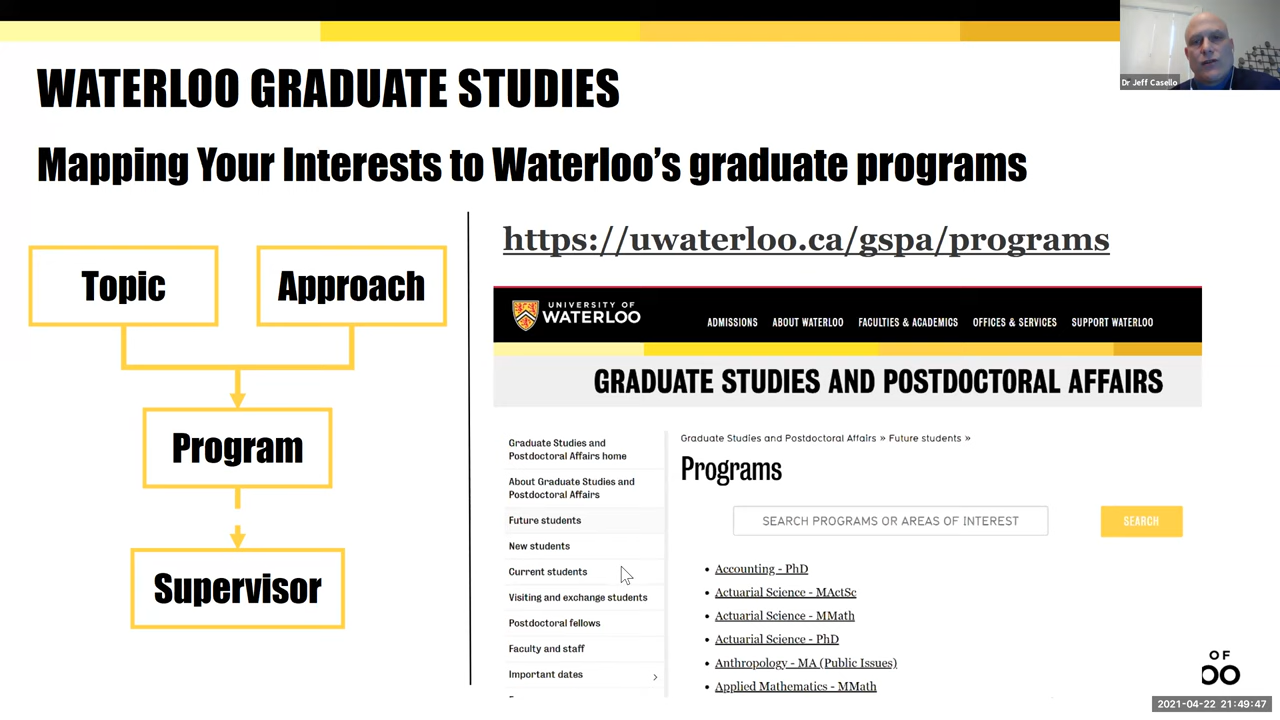 Dr Jeff Casello
WATERLOO GRADUATE STUDIES
Mapping Your Interests to Waterloo's graduate programs
Topic
Approach
Program
Supervisor
https://uwaterloo.ca/gspa/programs
UNIVERSITY OF
WATERLOO
ADMISSIONS ABOUT WATERLOO FACULTIES & ACADEMICS OFFICES & SERVICES SUPPORT WATERLOO
GRADUATE STUDIES AND POSTDOCTORAL AFFAIRS
Graduate Studies and
Postdoctoral Affairs home
About Graduate Studies and
Postdoctoral Affairs
Future students
New students
Current students
Visiting and exchange students
Postdoctoral fellows
Faculty and staff
Important dates
Graduate Studies and Postdoctoral Affairs » Future students »
Programs
SEARCH PROGRAMS OR AREAS OF INTEREST
SEARCH
• Accounting - PhD
• Actuarial Science - MActSc
• Actuarial Science - MMath
• Actuarial Science - PhD
• Anthropology - MA (Public Issues)
• Applied Mathematics - MMath
OF
OO
2021-04-22 21:49:47